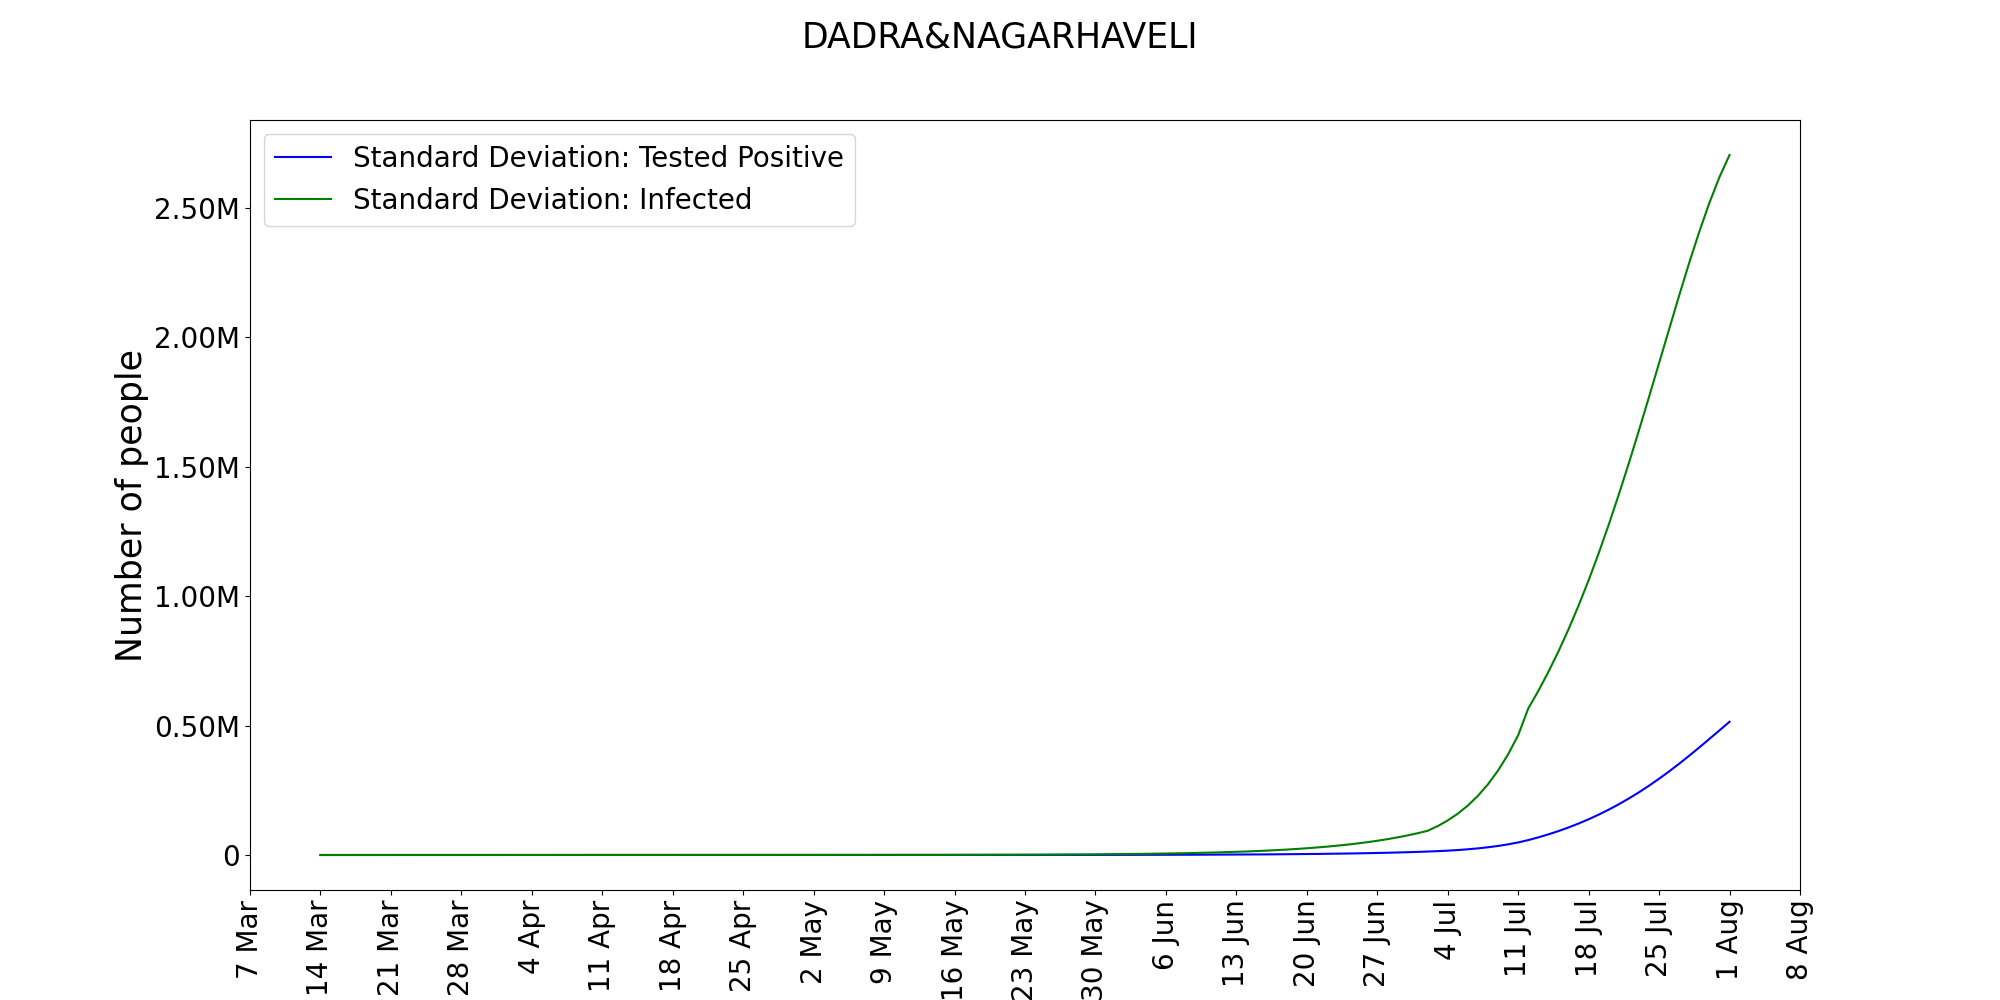 DADRA&NAGARHAVELI
Standard Deviation: Tested Positive
Standard Deviation: Infected
Number of people
2.50M
2.00M
1.50M
1.00M
0.50M
0
7 Mar
14 Mar
21 Mar
28 Mar
4 Apr
11 Apr
18 Apr
25 Apr
2 May
9 May
16 May
23 May
30 May
6 Jun
13 Jun
20 Jun
27 Jun
4 Jul
11 Jul
18 Jul
25 Jul
1 Aug
8 Aug